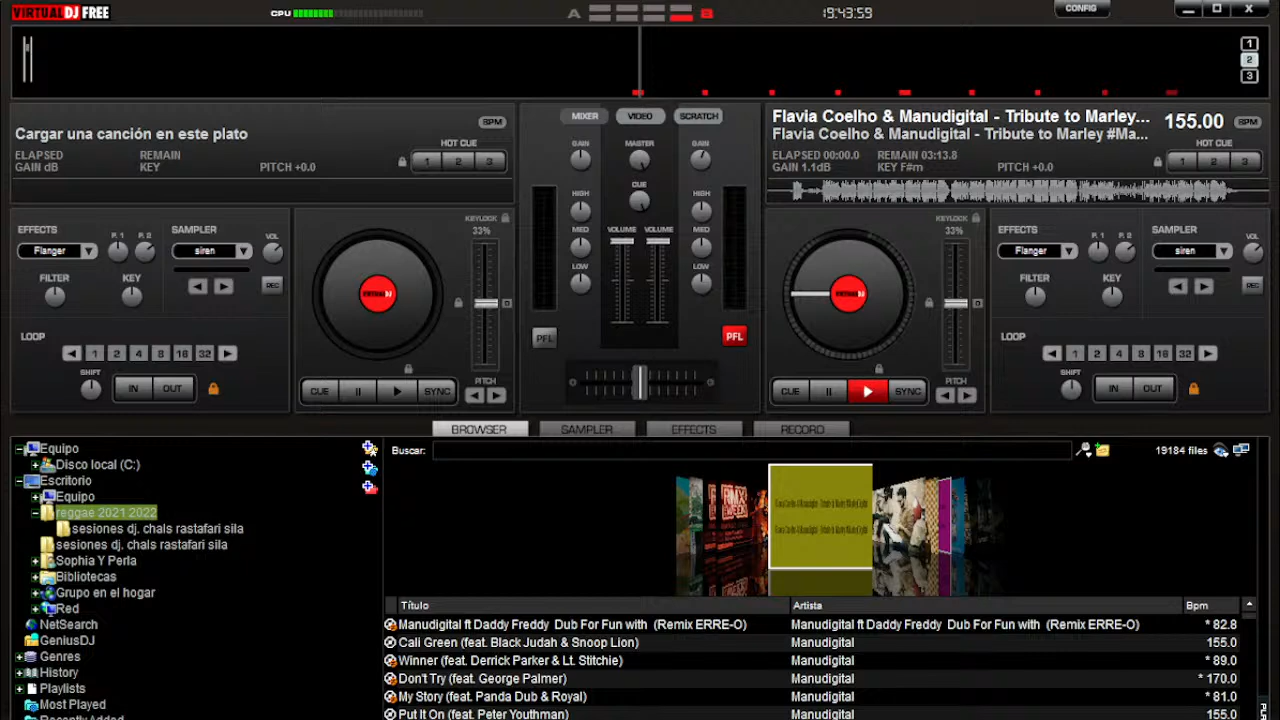 VIRTUAL DJ FREE
CPU
A
B
19:43:59
CONFIG
1
2
3
Cargar una canción en este plato
BPM
ELAPSED
REMAIN
HOT CUE
GAIN dB
KEY
PITCH +0.0
1 2 3
MIXER
VIDEO
SCRATCH
GAIN
MASTER
GAIN
CUE
HIGH
HIGH
MED
VOLUME
VOLUME
MED
LOW
LOW
PFL
PFL
Flavia Coelho & Manudigital - Tribute to Marley...
155.00
BPM
Flavia Coelho & Manudigital - Tribute to Marley #Ma...
ELAPSED 00:00.0
REMAIN 03:13.8
HOT CUE
GAIN 1.1dB
KEY F#m
PITCH +0.0
1 2 3
EFFECTS
P. 1
P. 2
SAMPLER
VOL
Flanger
siren
FILTER
KEY
REC
LOOP
1 2 4 8 16 32
SHIFT
IN
OUT
KEYLOCK
33%
CUE
SYNC
PITCH
KEYLOCK
33%
CUE
SYNC
PITCH
EFFECTS
P. 1
P. 2
SAMPLER
VOL
Flanger
siren
FILTER
KEY
REC
LOOP
1 2 4 8 16 32
SHIFT
IN
OUT
BROWSER
SAMPLER
EFFECTS
RECORD
Equipo
Disco local (C:)
Escritorio
Equipo
reggae 2021 2022
sesiones dj. chals rastafari sila
sesiones dj. chals rastafari sila
Sophia Y Perla
Bibliotecas
Grupo en el hogar
Red
NetSearch
GeniusDJ
Genres
History
Playlists
Most Played
Recently Added
Buscar:
19184 files
Título
Artista
Bpm
Manudigital ft Daddy Freddy Dub For Fun with (Remix ERRE-O)
Manudigital ft Daddy Freddy Dub For Fun with (Remix ERRE-O)
* 82.8
Cali Green (feat. Black Judah & Snoop Lion)
Manudigital
155.0
Winner (feat. Derrick Parker & Lt. Stitchie)
Manudigital
* 89.0
Don't Try (feat. George Palmer)
Manudigital
* 170.0
My Story (feat. Panda Dub & Royal)
Manudigital
* 81.0
Put It On (feat. Peter Youthman)
Manudigital
155.0